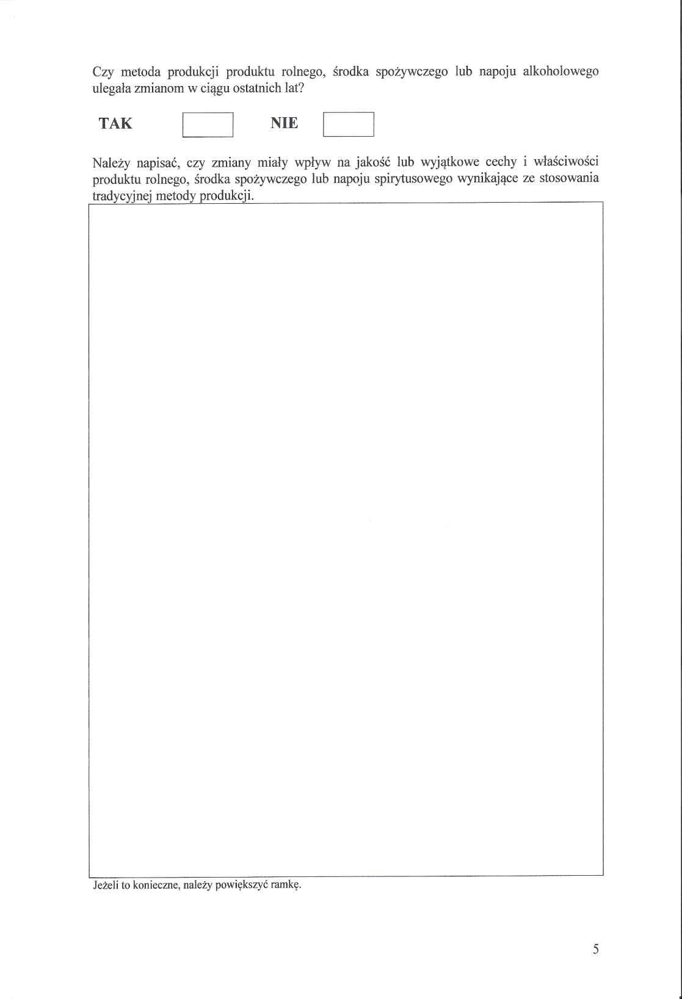 Czy metoda produkcji produktu rolnego, środka spożywczego lub napoju alkoholowego
ulegała zmianom w ciągu ostatnich lat?
TAK NIE
Należy napisać, czy zmiany miały wpływ na jakość lub wyjątkowe cechy i właściwości
produktu rolnego, środka spożywczego lub napoju spirytusowego wynikające ze stosowania
tradycyjnej metody produkcji.
Jeżeli to konieczne, należy powiększyć ramkę.
5